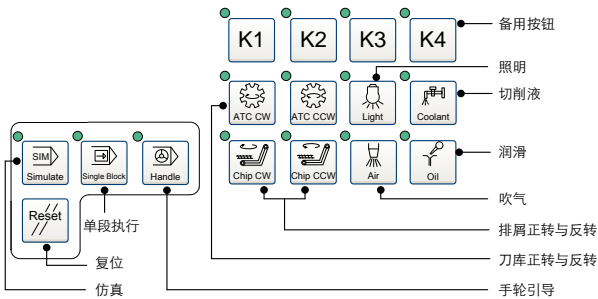 K1 K2 K3 K4 备用按钮
照明
ATC CW ATC CCW Light Coolant 切削液
SIM Simulate Single Block Handle Chip CW Chip CCW Air Oil 润滑
吹气
Reset 单段执行 排屑正转与反转
复位 刀库正转与反转
仿真 手轮引导